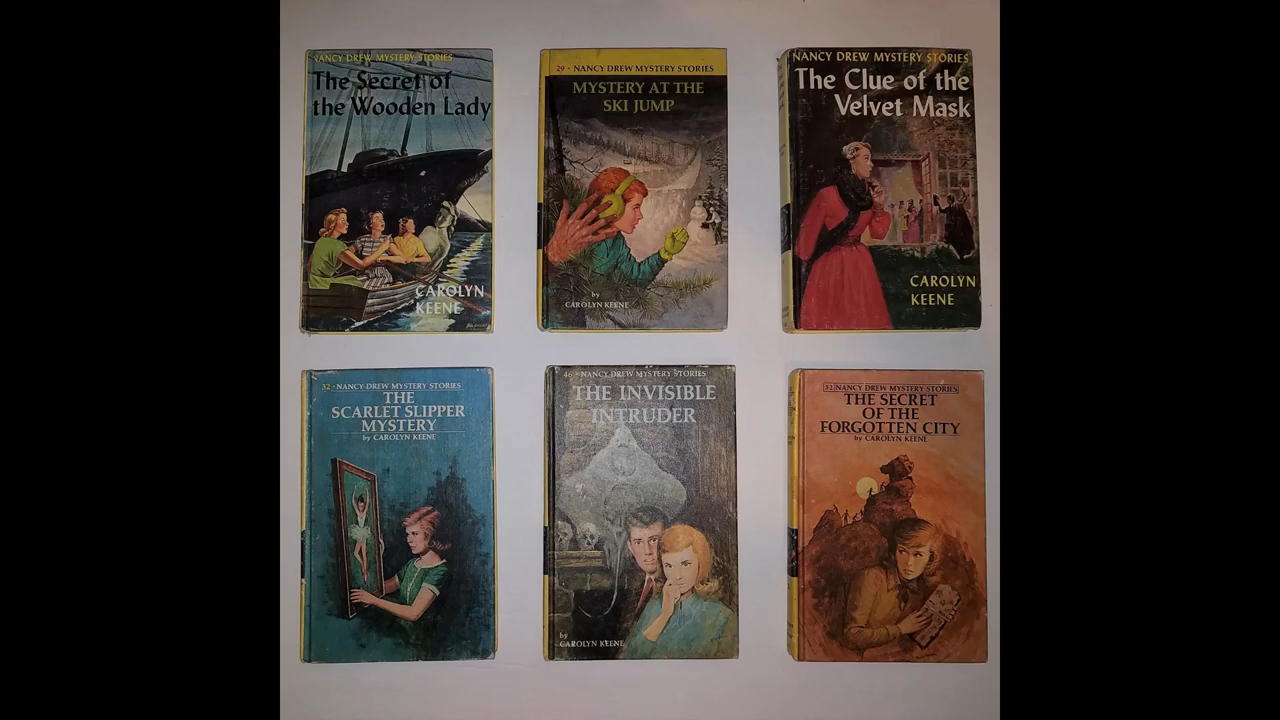 NANCY DREW MYSTERY STORIES
The Secret of
the Wooden Lady
CAROLYN
KEENE
29 • NANCY DREW MYSTERY STORIES
MYSTERY AT THE
SKI JUMP
by
CAROLYN KEENE
NANCY DREW MYSTERY STORIES
The Clue of the
Velvet Mask
CAROLYN
KEENE
32 • NANCY DREW MYSTERY STORIES
THE
SCARLET SLIPPER
MYSTERY
by CAROLYN KEENE
46 • NANCY DREW MYSTERY STORIES
THE INVISIBLE
INTRUDER
by
CAROLYN KEENE
52 NANCY DREW MYSTERY STORIES
THE SECRET
OF THE
FORGOTTEN CITY
by CAROLYN KEENE